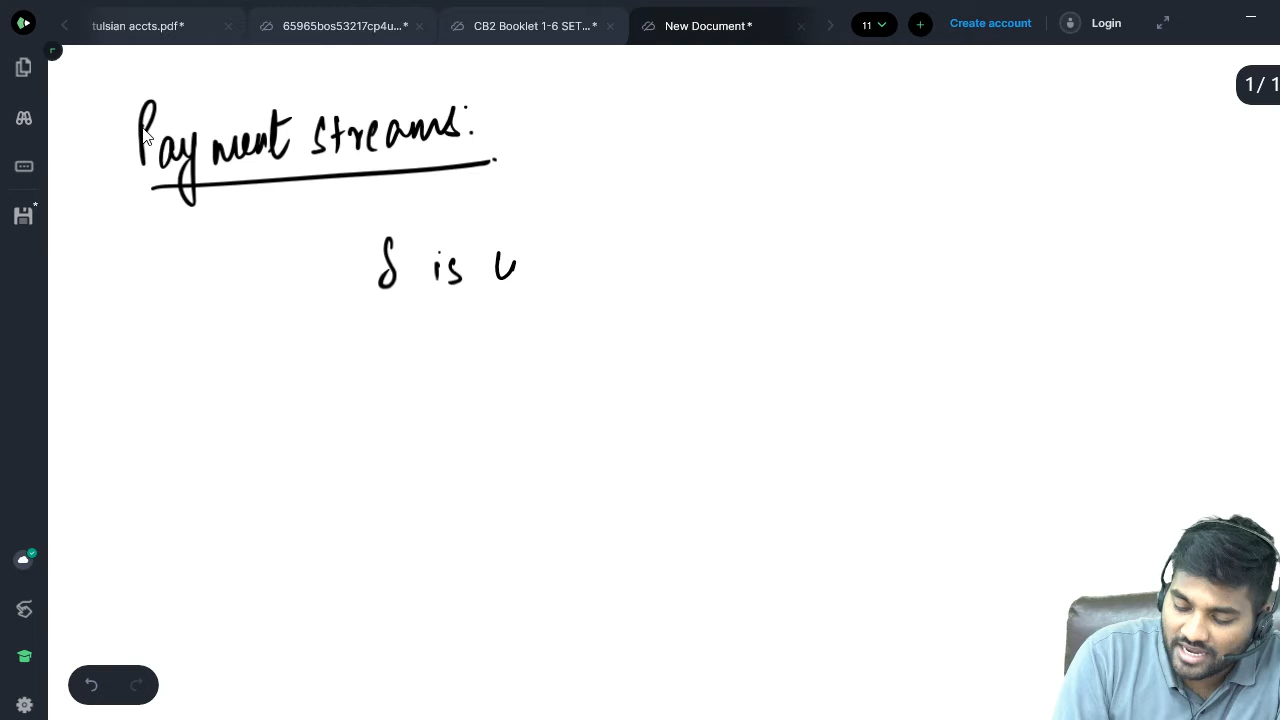 tulsian accts.pdf*
65965bos53217cp4u...*
CB2 Booklet 1-6 SET...*
New Document*
11
Create account
Login
1/1
Payment streams:
δ is